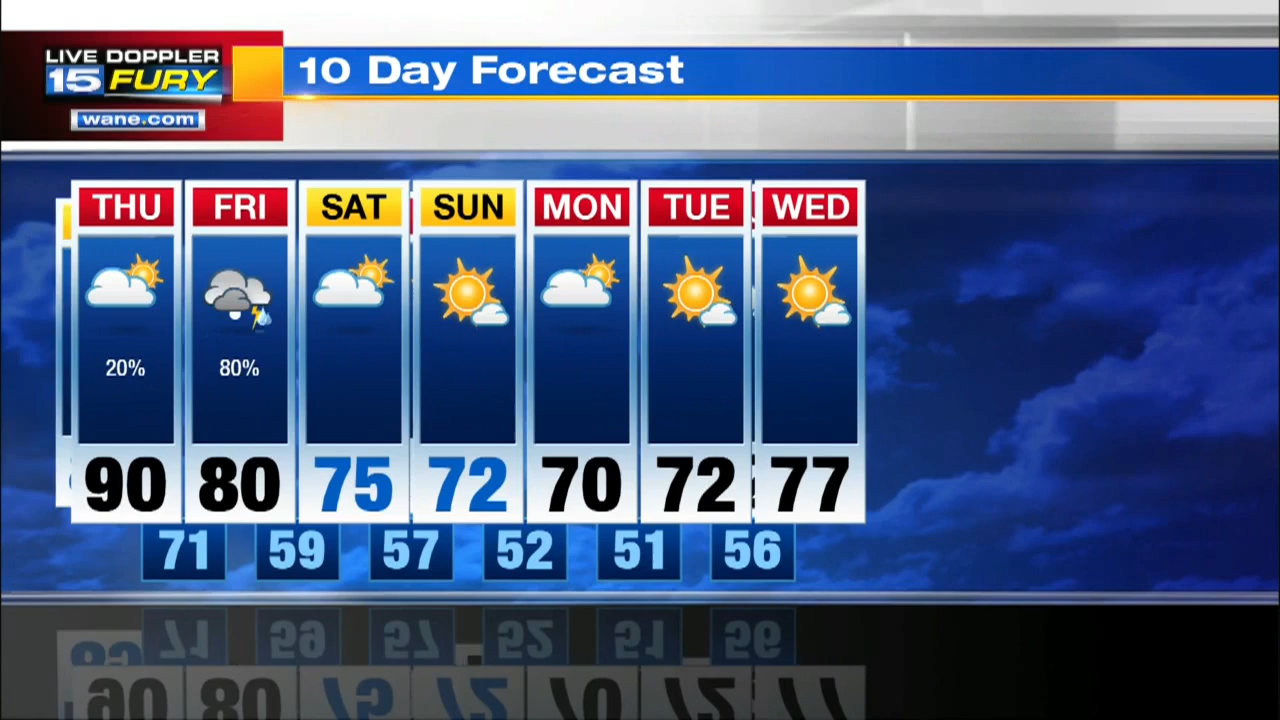 LIVE DOPPLER
15 FURY
wane.com
10 Day Forecast
THU FRI SAT SUN MON TUE WED
20% 80%
90 80 75 72 70 72 77
71 59 57 52 51 56